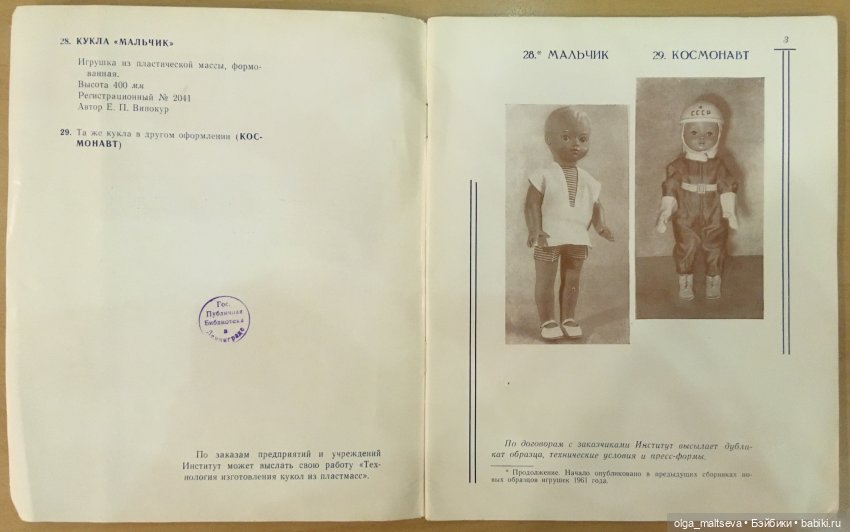 28. КУКЛА «МАЛЬЧИК»
Игрушка из пластической массы, формо-
ванная.
Высота 400 мм
Регистрационный № 2041
Автор Е. П. Винокур
29. Та же кукла в другом оформлении (КОС-
МОНАВТ)
Гос.
Публичная
Библиотека
в
Ленинграде
По заказам предприятий и учреждений
Институт может выслать свою работу «Тех-
нология изготовления кукол из пластмасс».
3
28.* МАЛЬЧИК
29. КОСМОНАВТ
СССР
По договорам с заказчиками Институт высылает дубли-
кат образца, технические условия и пресс-формы.
* Продолжение. Начало опубликовано в предыдущих сборниках но-
вых образцов игрушек 1961 года.
olga_maltseva • Бэйбики • babiki.ru